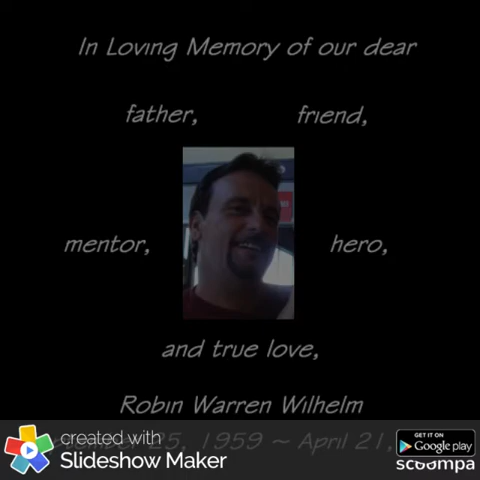 In Loving Memory of our dear
father, friend,
mentor, hero,
and true love,
Robin Warren Wilhelm
25, 1959 ~ April 21,
created with
Slideshow Maker
GET IT ON
Google play
scoompa